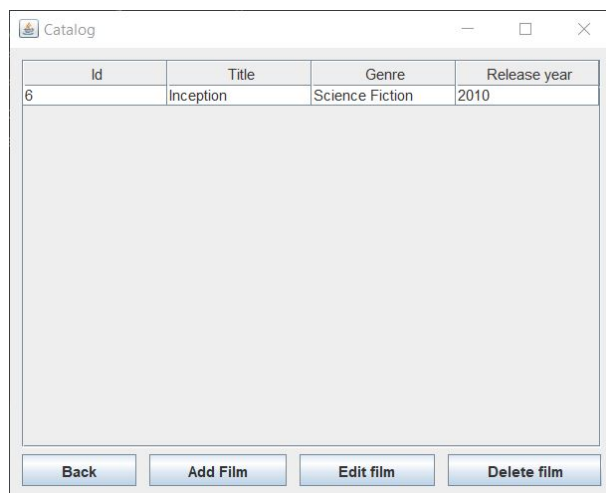 Catalog
Id Title Genre Release year
6 Inception Science Fiction 2010
Back Add Film Edit film Delete film